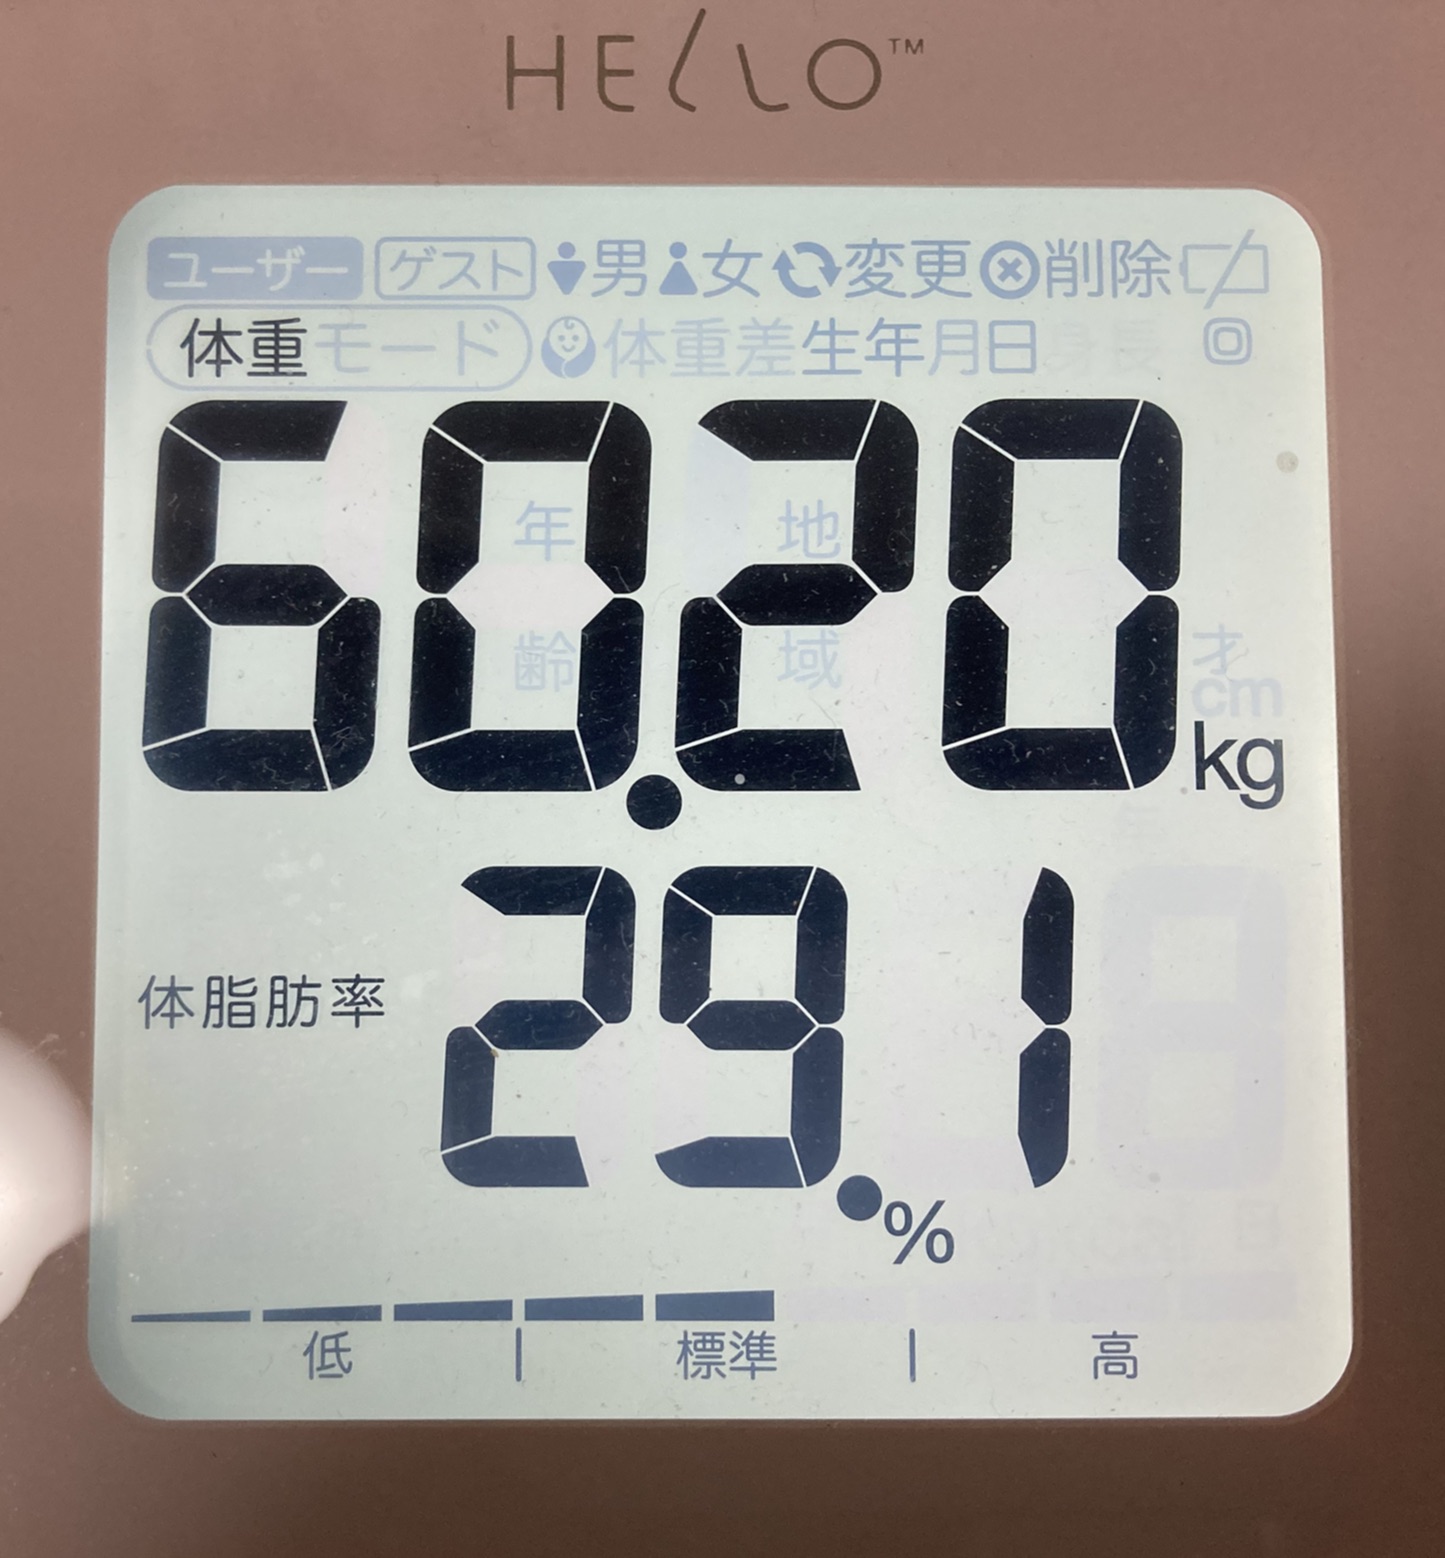 HELLO™
ユーザー ゲスト 男 女 変更 削除
体重モード 体重差 生年月日 身長
60.20 kg
年齢 地域 才 cm
体脂肪率 29.1 %
低 | 標準 | 高